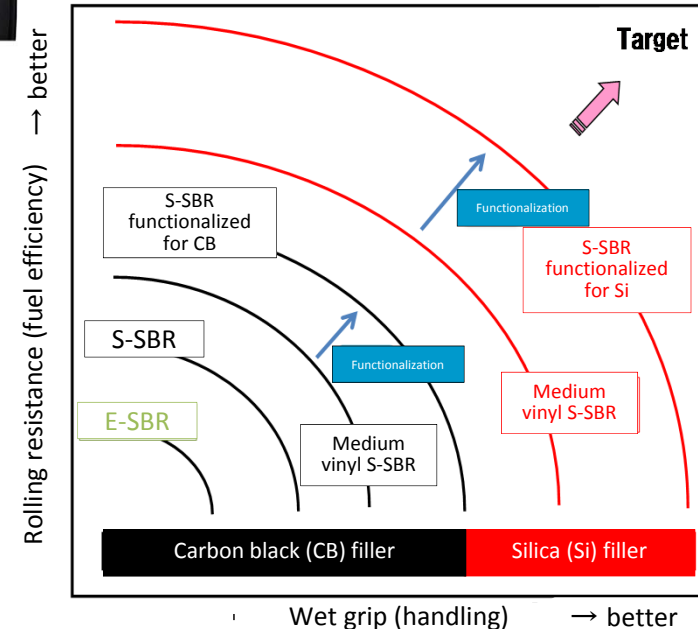 Target
Rolling resistance (fuel efficiency) → better
S-SBR
functionalized
for CB
Functionalization
S-SBR
functionalized
for Si
S-SBR
Functionalization
E-SBR
Medium
vinyl S-SBR
Medium
vinyl S-SBR
Carbon black (CB) filler
Silica (Si) filler
Wet grip (handling) → better